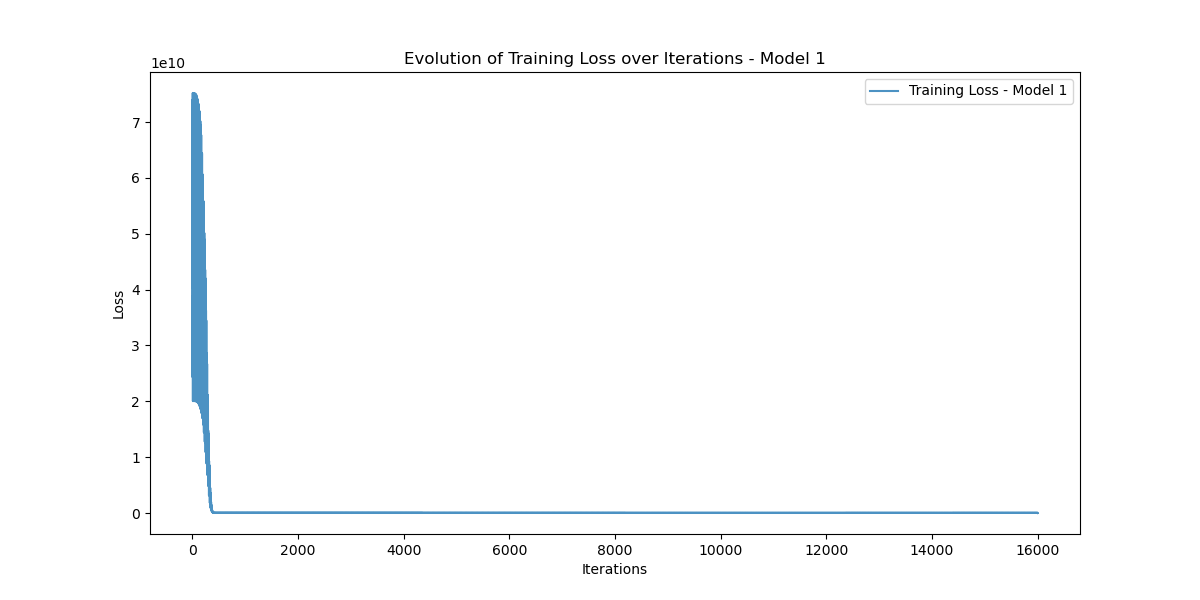 Evolution of Training Loss over Iterations - Model 1
1e10
Training Loss - Model 1
7
6
5
4
3
2
1
0
Loss
0 2000 4000 6000 8000 10000 12000 14000 16000
Iterations